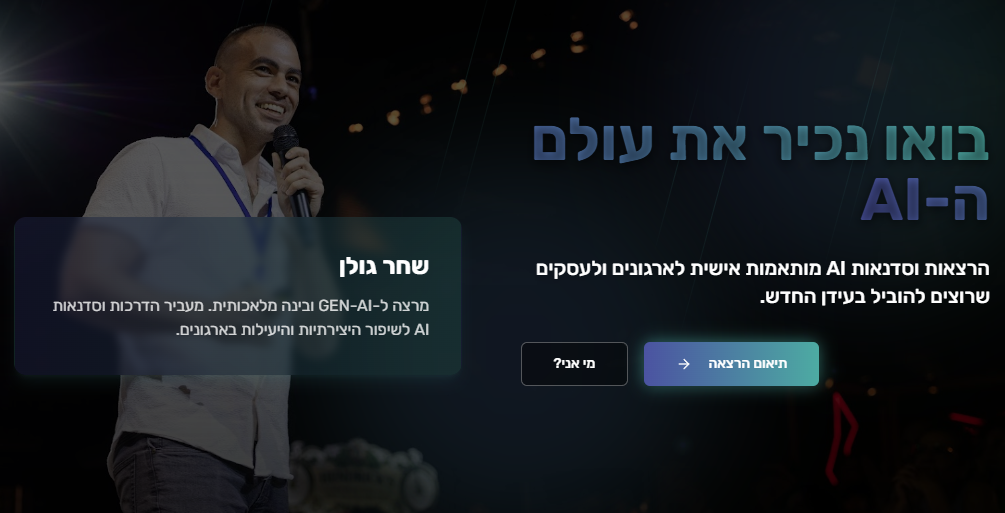 בואו נכיר את עולם
ה-AI
הרצאות וסדנאות AI מותאמות אישית לארגונים ולעסקים
שרוצים להוביל בעידן החדש.
תיאום הרצאה →
מי אני?
שחר גולן
מרצה ל-GEN-AI ובינה מלאכותית. מעביר הדרכות וסדנאות
AI לשיפור היצירתיות והיעילות בארגונים.